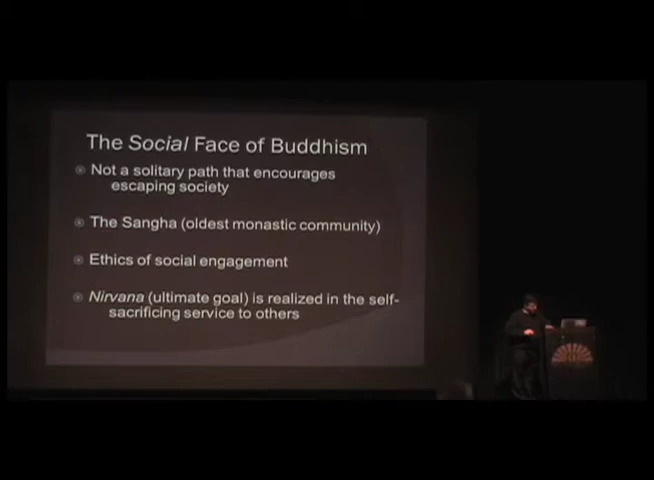 The Social Face of Buddhism
Not a solitary path that encourages
escaping society
The Sangha (oldest monastic community)
Ethics of social engagement
Nirvana (ultimate goal) is realized in the self-
sacrificing service to others